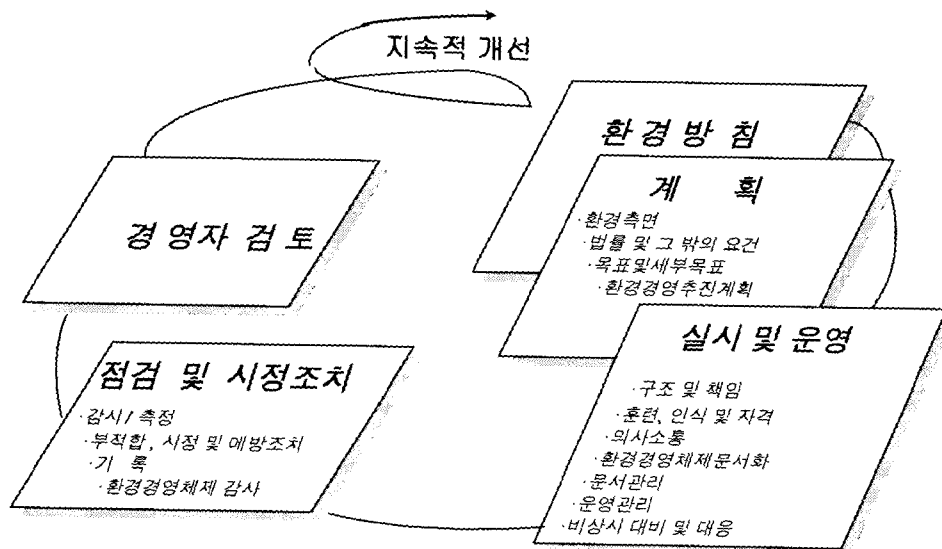 지속적 개선
환 경 방 침
계 획
·환경측면
·법률 및 그 밖의 요건
·목표및세부목표
·환경경영추진계획
실시 및 운영
·구조 및 책임
·훈련, 인식 및 자격
·의사소통
·환경경영체제문서화
·문서관리
·운영관리
·비상시 대비 및 대응
점검 및 시정조치
·감시 / 측정
·부적합, 시정 및 예방조치
·기 록
·환경경영체제 감사
경 영자 검 토